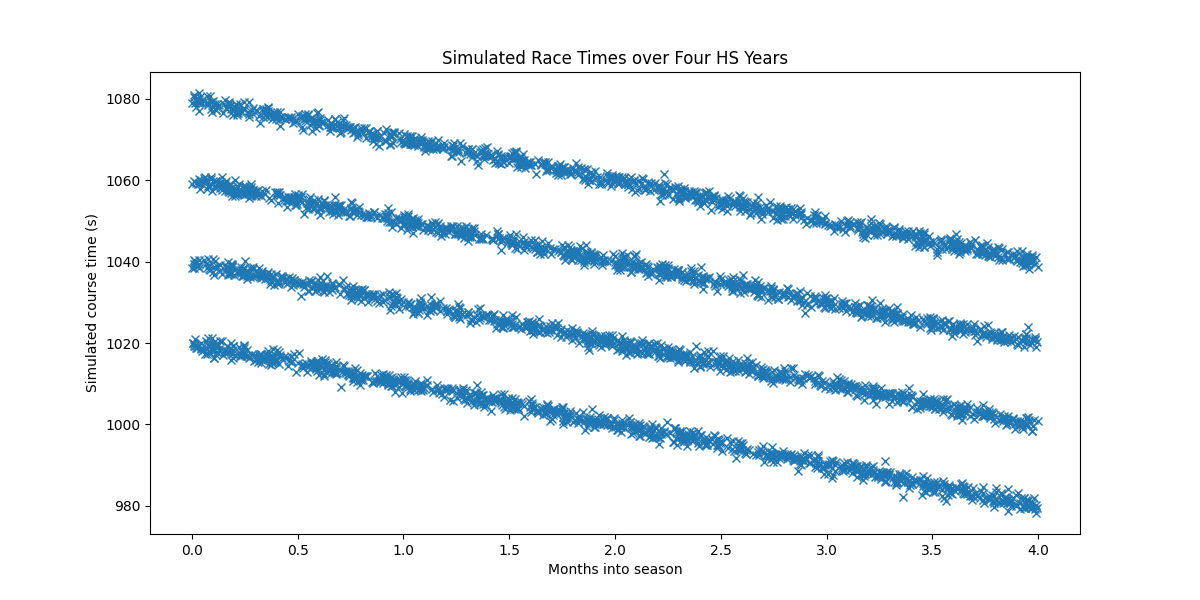 Simulated Race Times over Four HS Years
Simulated course time (s)
1080
1060
1040
1020
1000
980
0.0 0.5 1.0 1.5 2.0 2.5 3.0 3.5 4.0
Months into season